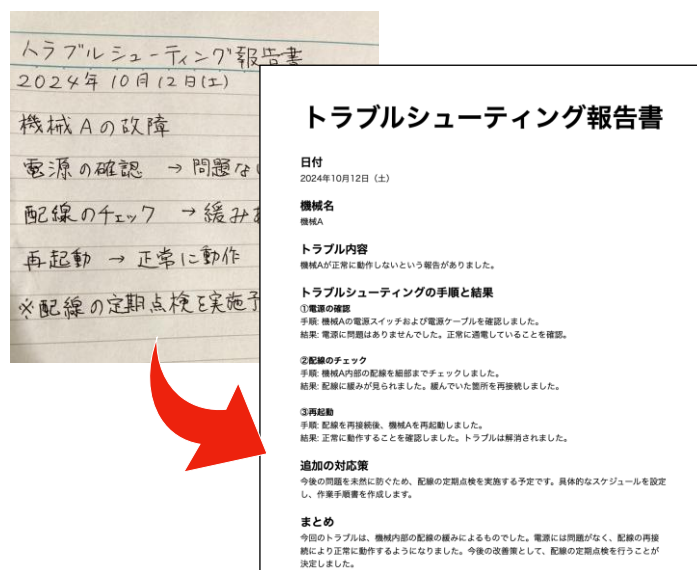 トラブルシューティング報告書
2024年10月12日(土)
機械Aの故障
電源の確認 → 問題な
配線のチェック → 緩み
再起動 → 正常に動作
※配線の定期点検を実施予
トラブルシューティング報告書
日付
2024年10月12日（土）
機械名
機械A
トラブル内容
機械Aが正常に動作しないという報告がありました。
トラブルシューティングの手順と結果
①電源の確認
手順: 機械Aの電源スイッチおよび電源ケーブルを確認しました。
結果: 電源に問題はありませんでした。正常に通電していることを確認。
②配線のチェック
手順: 機械A内部の配線を細部までチェックしました。
結果: 配線に緩みが見られました。緩んでいた箇所を再接続しました。
③再起動
手順: 配線を再接続後、機械Aを再起動しました。
結果: 正常に動作することを確認しました。トラブルは解消されました。
追加の対応策
今後の問題を未然に防ぐため、配線の定期点検を実施する予定です。具体的なスケジュールを設定
し、作業手順書を作成します。
まとめ
今回のトラブルは、機械内部の配線の緩みによるものでした。電源には問題がなく、配線の再接
続により正常に動作するようになりました。今後の改善策として、配線の定期点検を行うことが
決定しました。